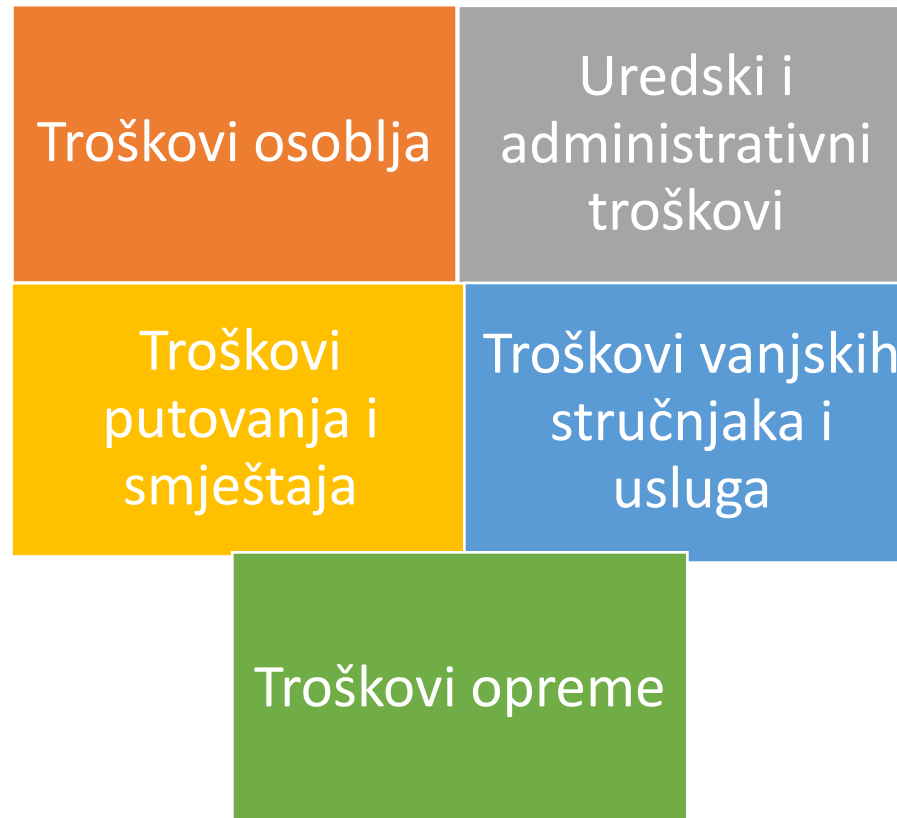 Troškovi osoblja
Uredski i
administrativni
troškovi
Troškovi
putovanja i
smještaja
Troškovi vanjskih
stručnjaka i
usluga
Troškovi opreme